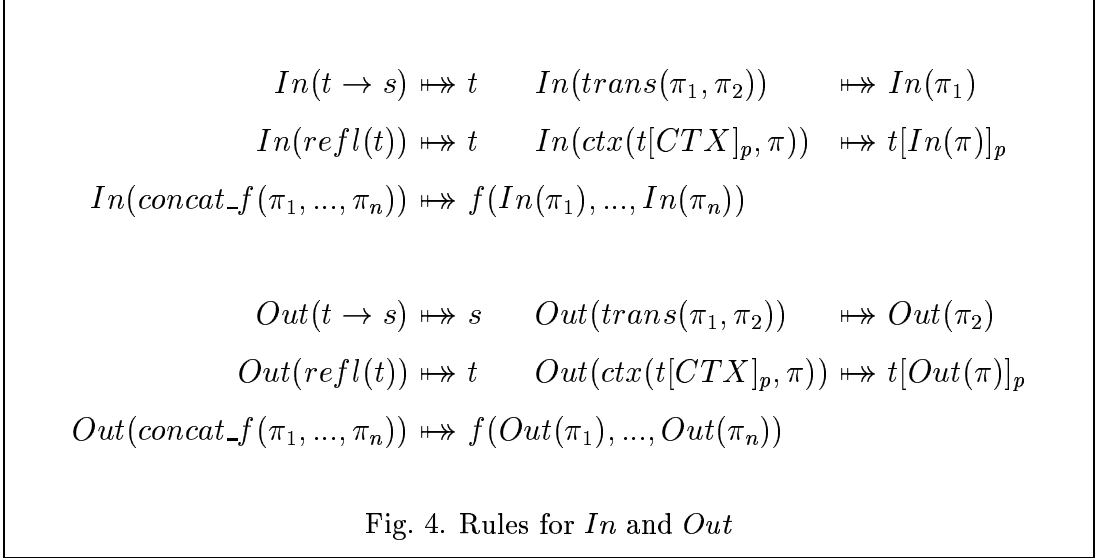 In(t → s) ⤠ t In(trans(π₁, π₂)) ⤠ In(π₁)
In(refl(t)) ⤠ t In(ctx(t[CTX]ₚ, π)) ⤠ t[In(π)]ₚ
In(concat_f(π₁, ..., πₙ)) ⤠ f(In(π₁), ..., In(πₙ))
Out(t → s) ⤠ s Out(trans(π₁, π₂)) ⤠ Out(π₂)
Out(refl(t)) ⤠ t Out(ctx(t[CTX]ₚ, π)) ⤠ t[Out(π)]ₚ
Out(concat_f(π₁, ..., πₙ)) ⤠ f(Out(π₁), ..., Out(πₙ))
Fig. 4. Rules for In and Out